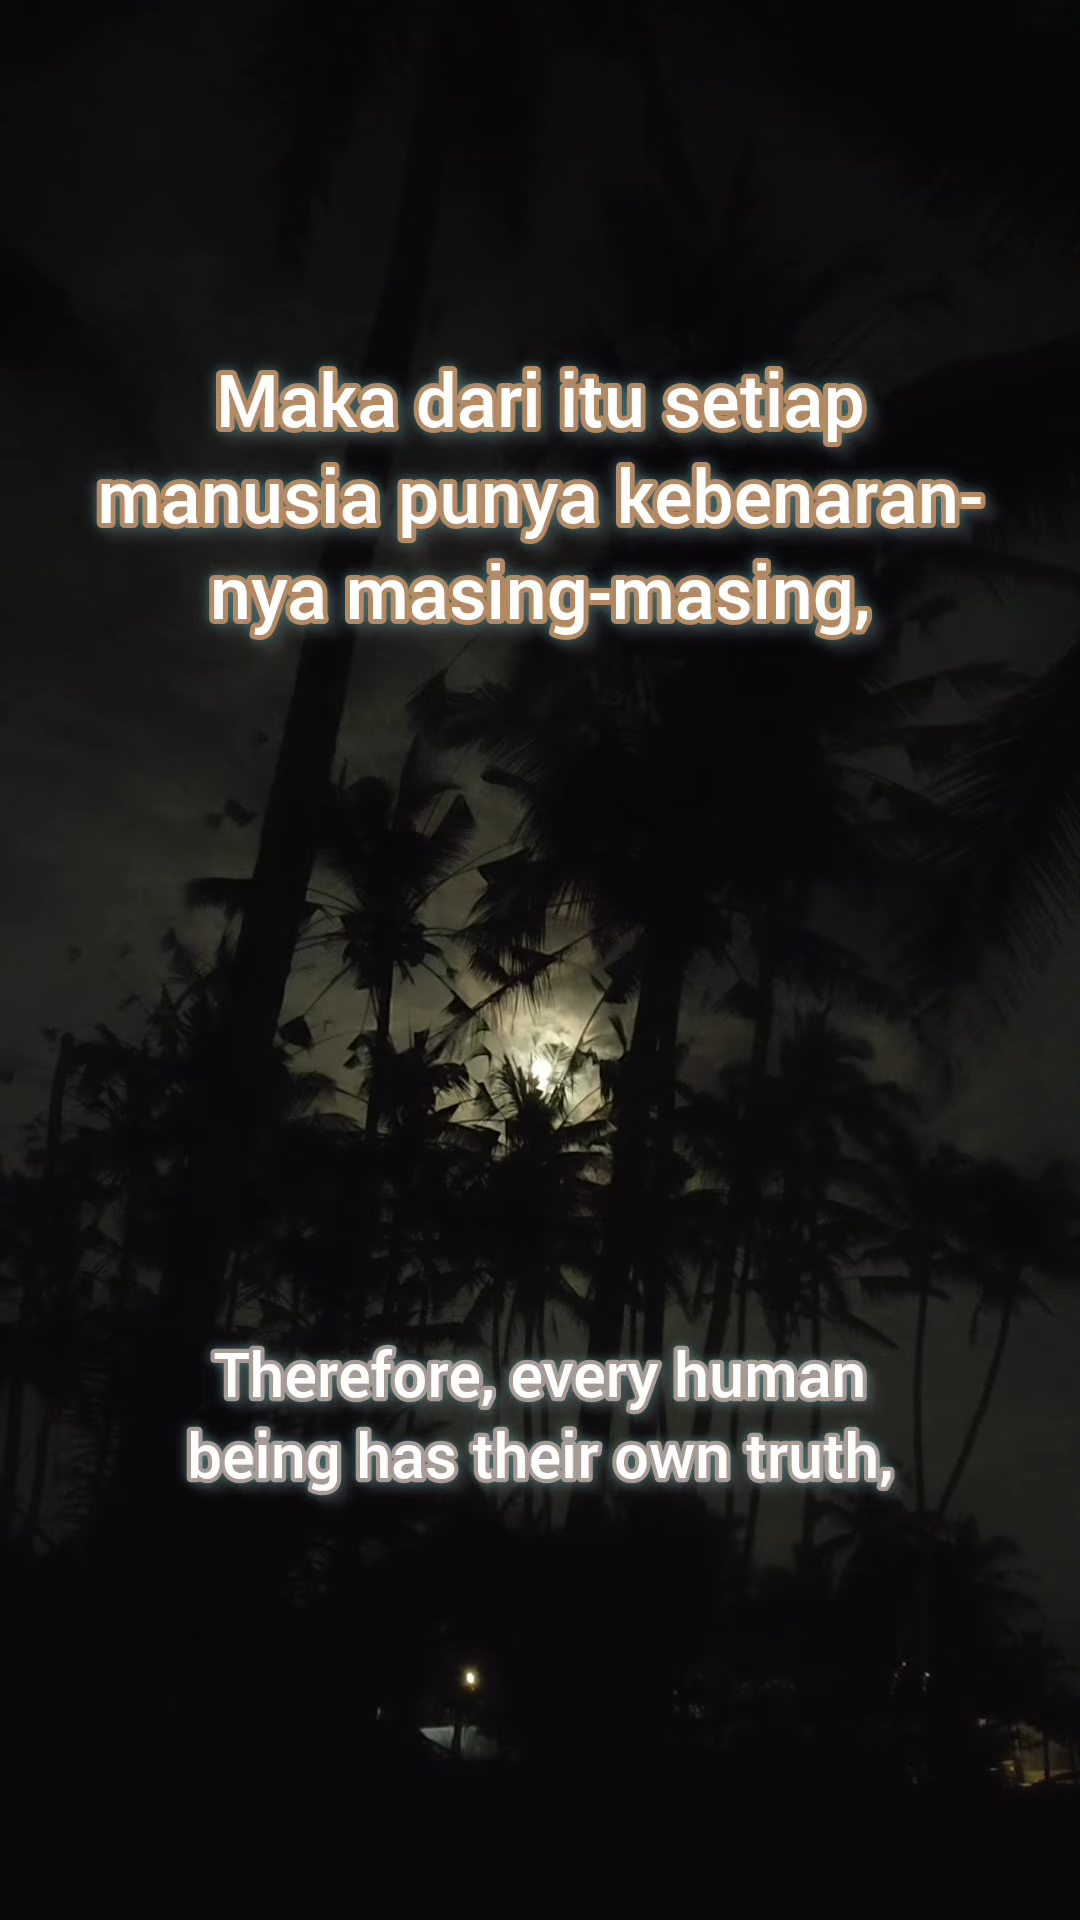 Maka dari itu setiap
manusia punya kebenaran-
nya masing-masing,
Therefore, every human
being has their own truth,